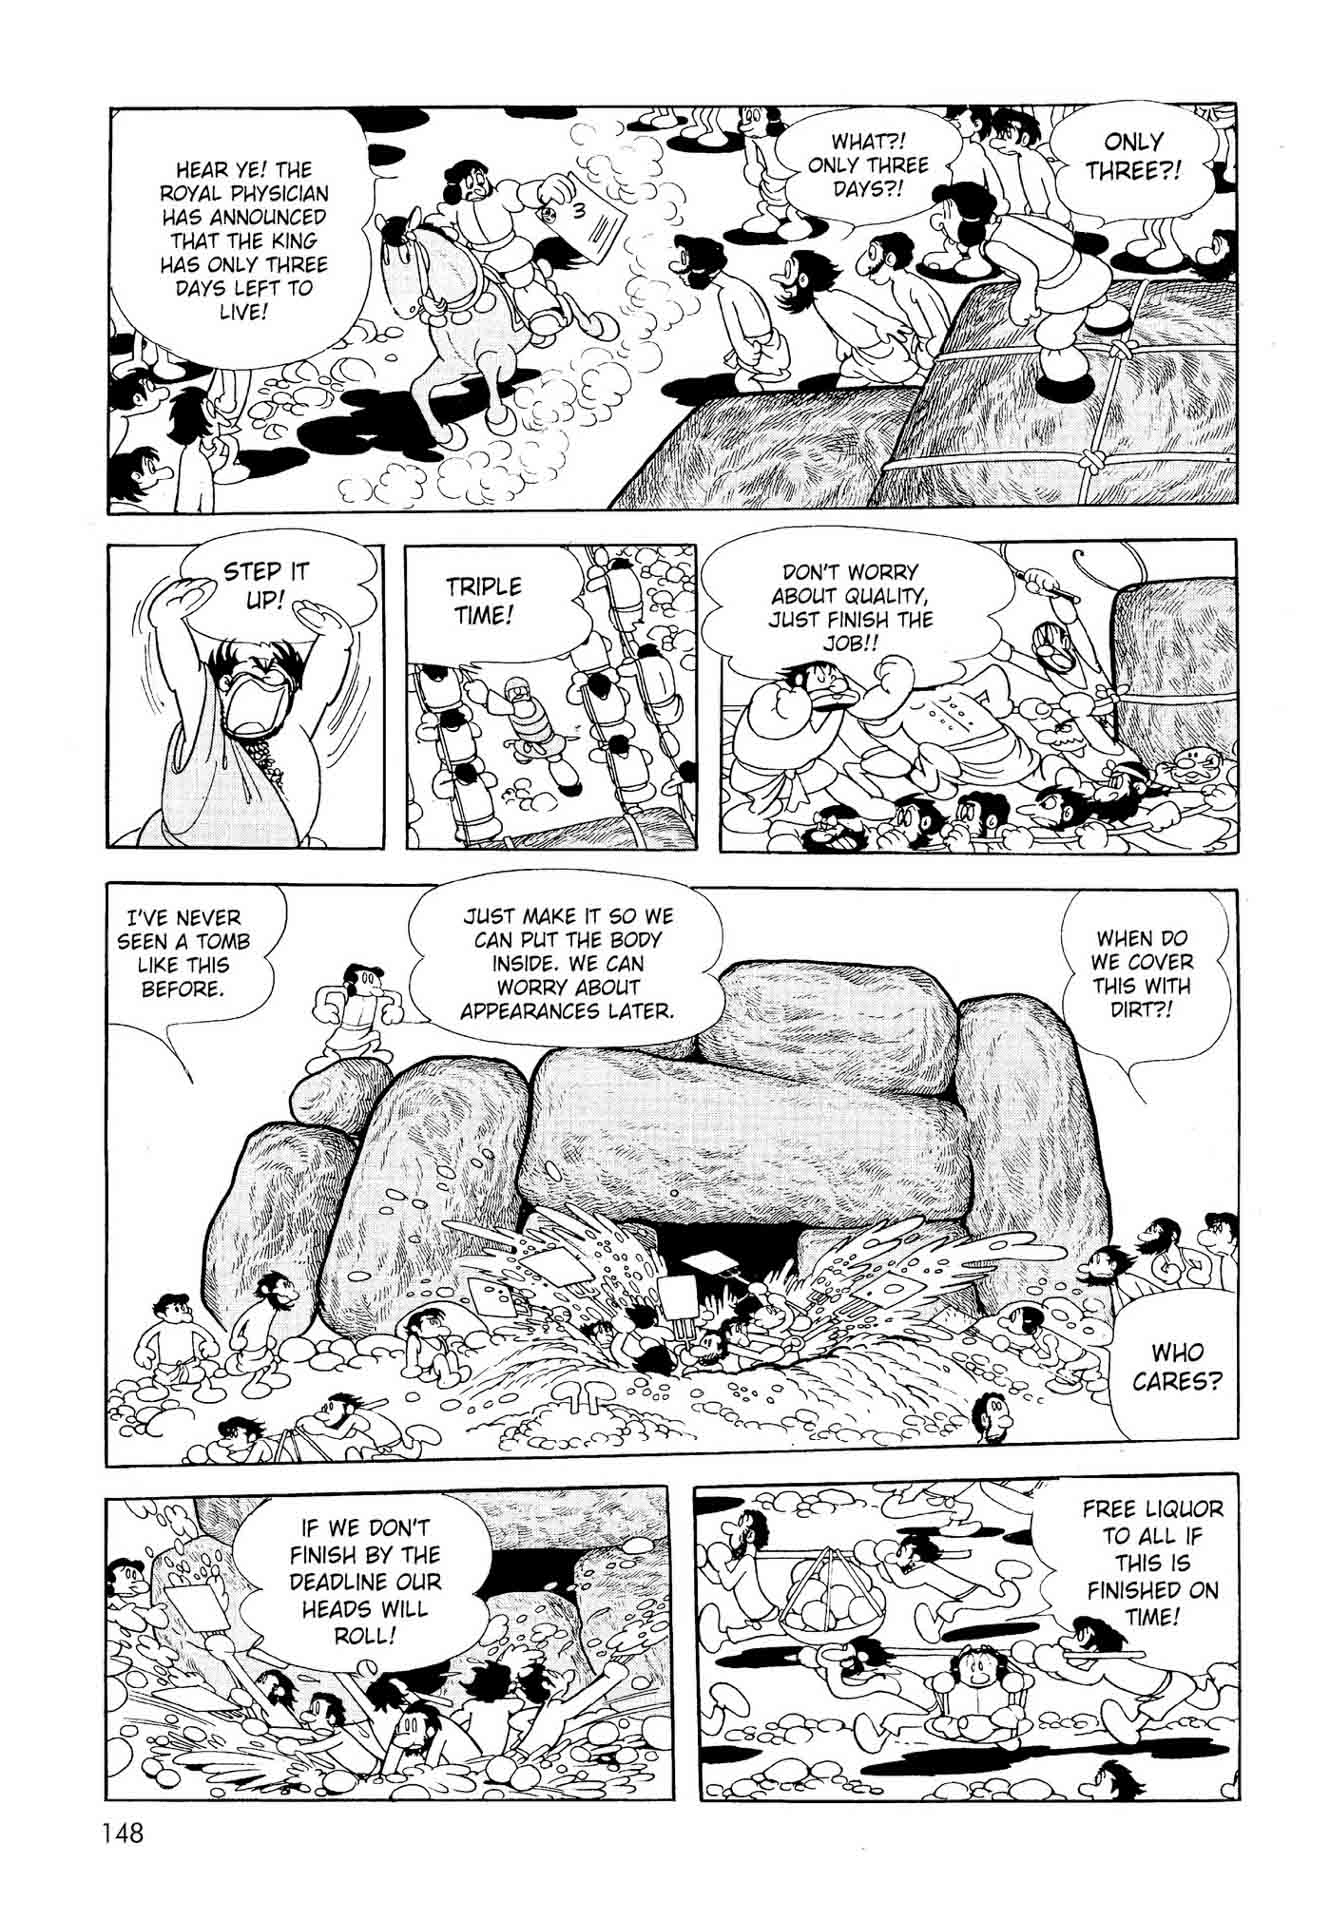 HEAR YE! THE
ROYAL PHYSICIAN
HAS ANNOUNCED
THAT THE KING
HAS ONLY THREE
DAYS LEFT TO
LIVE!
3
WHAT?!
ONLY THREE
DAYS?!
ONLY
THREE?!
STEP IT
UP!
TRIPLE
TIME!
DON'T WORRY
ABOUT QUALITY,
JUST FINISH THE
JOB!!
I'VE NEVER
SEEN A TOMB
LIKE THIS
BEFORE.
JUST MAKE IT SO WE
CAN PUT THE BODY
INSIDE. WE CAN
WORRY ABOUT
APPEARANCES LATER.
WHEN DO
WE COVER
THIS WITH
DIRT?!
WHO
CARES?
IF WE DON'T
FINISH BY THE
DEADLINE OUR
HEADS WILL
ROLL!
FREE LIQUOR
TO ALL IF
THIS IS
FINISHED ON
TIME!
148